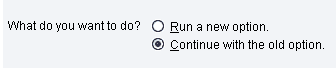 What do you want to do? Run a new option.
Continue with the old option.